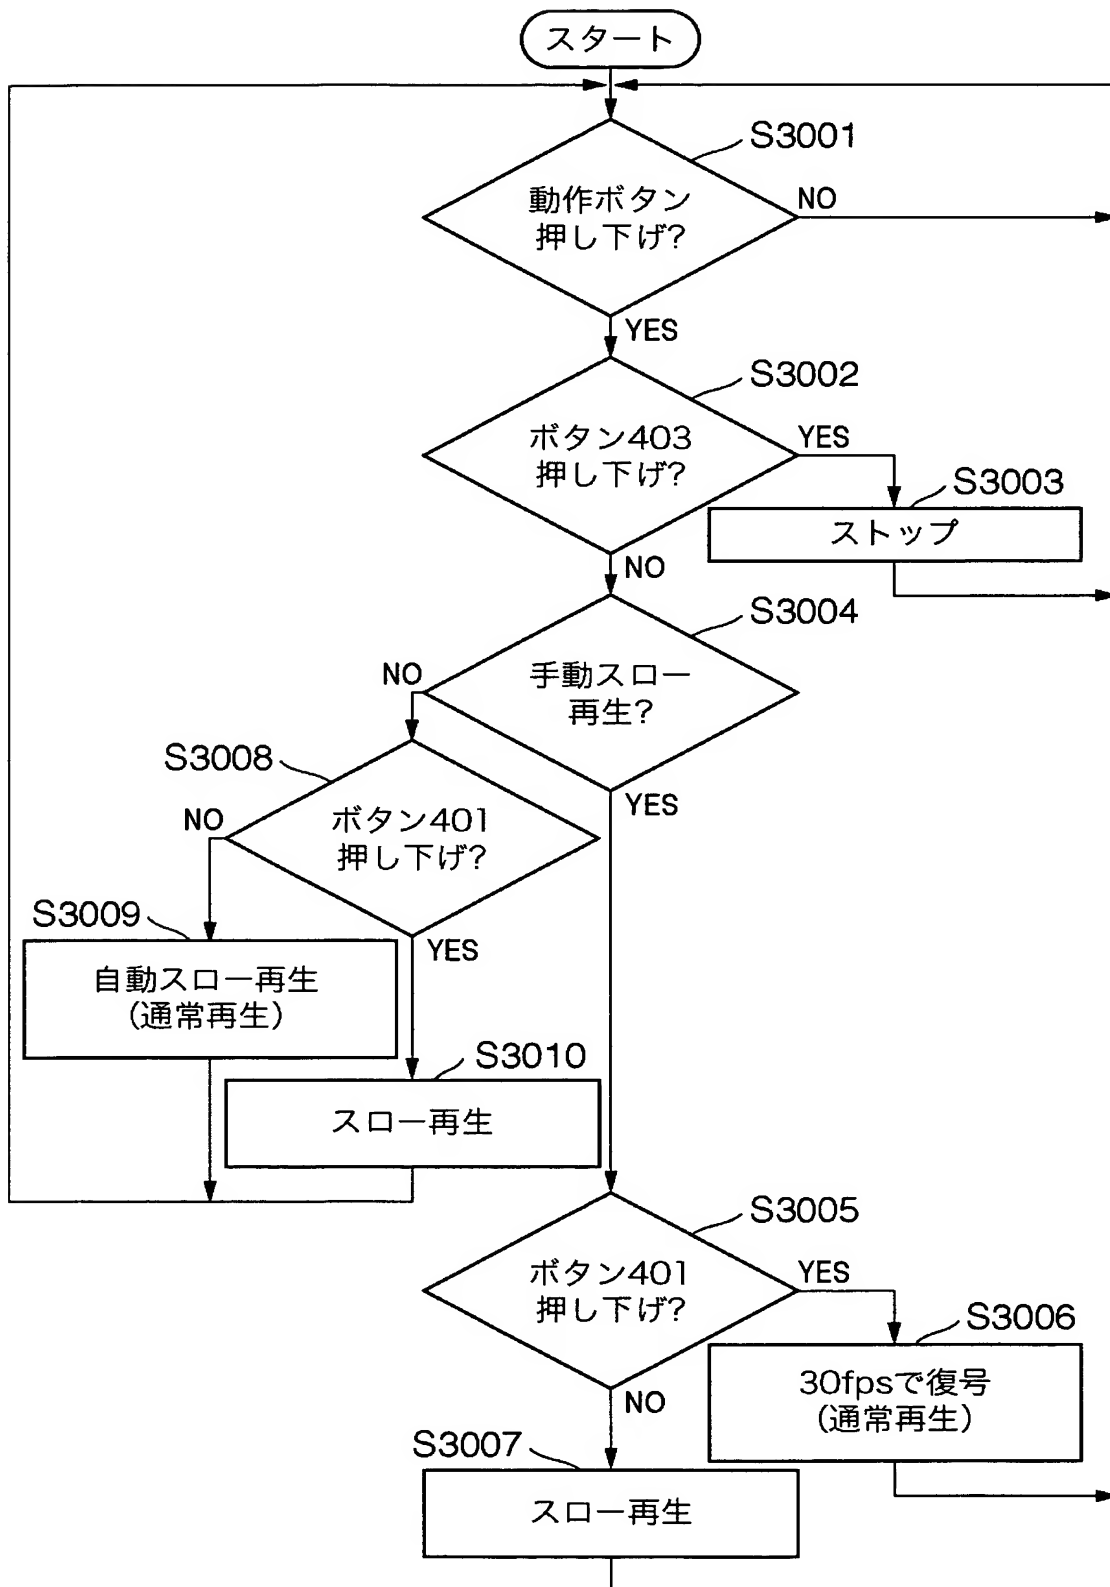 スタート
S3001
動作ボタン
押し下げ?
NO
YES
S3002
ボタン403
押し下げ?
YES
S3003
ストップ
NO
S3004
手動スロー
再生?
NO
YES
S3008
ボタン401
押し下げ?
NO
YES
S3009
自動スロー再生
(通常再生)
S3010
スロー再生
S3005
ボタン401
押し下げ?
YES
S3006
30fpsで復号
(通常再生)
NO
S3007
スロー再生